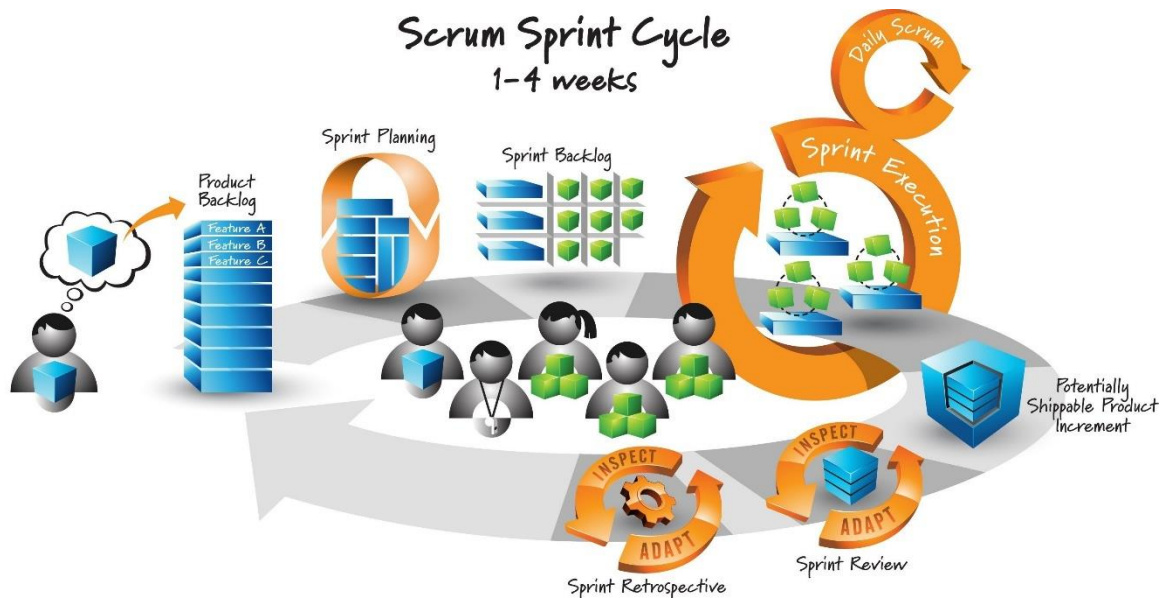 Scrum Sprint Cycle
1-4 weeks
Daily Scrum
Sprint Execution
Sprint Planning
Sprint Backlog
Product
Backlog
Feature A
Feature B
Feature C
Potentially
Shippable Product
Increment
INSPECT
ADAPT
Sprint Review
INSPECT
ADAPT
Sprint Retrospective